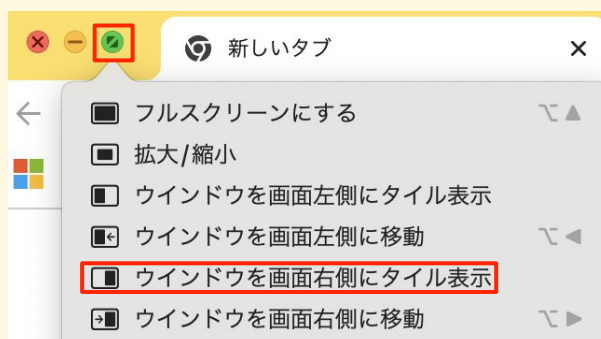 新しいタブ
フルスクリーンにする ⌥ ▲
拡大/縮小
ウインドウを画面左側にタイル表示
ウインドウを画面左側に移動 ⌥ ◀
ウインドウを画面右側にタイル表示
ウインドウを画面右側に移動 ⌥ ▶